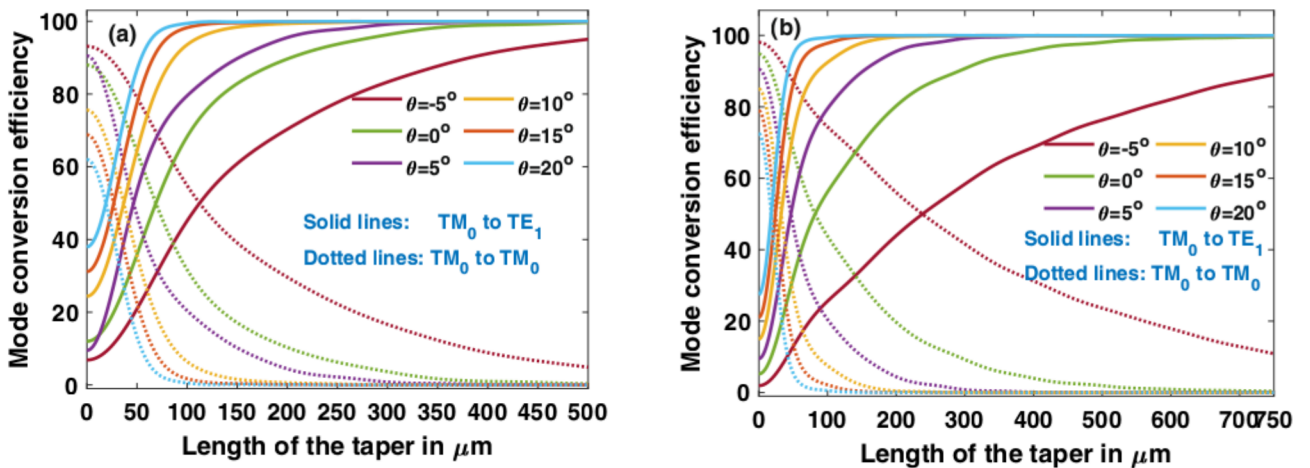 (a)
Mode conversion efficiency
100
80
60
40
20
0
θ=-5°
θ=0°
θ=5°
θ=10°
θ=15°
θ=20°
Solid lines: TM0 to TE1
Dotted lines: TM0 to TM0
0 50 100 150 200 250 300 350 400 450 500
Length of the taper in μm
(b)
Mode conversion efficiency
100
80
60
40
20
0
θ=-5°
θ=0°
θ=5°
θ=10°
θ=15°
θ=20°
Solid lines: TM0 to TE1
Dotted lines: TM0 to TM0
0 100 200 300 400 500 600 700750
Length of the taper in μm